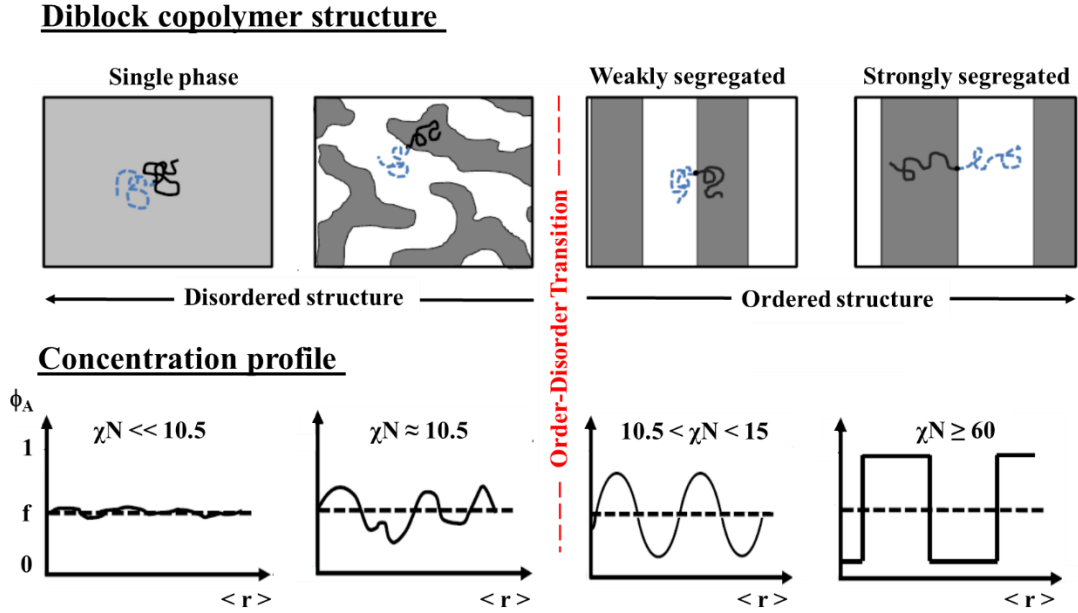 Diblock copolymer structure
Single phase
Weakly segregated
Strongly segregated
Disordered structure
Order-Disorder Transition
Ordered structure
Concentration profile
ϕA
1
f
0
χN << 10.5
χN ≈ 10.5
10.5 < χN < 15
χN ≥ 60
< r >
< r >
< r >
< r >